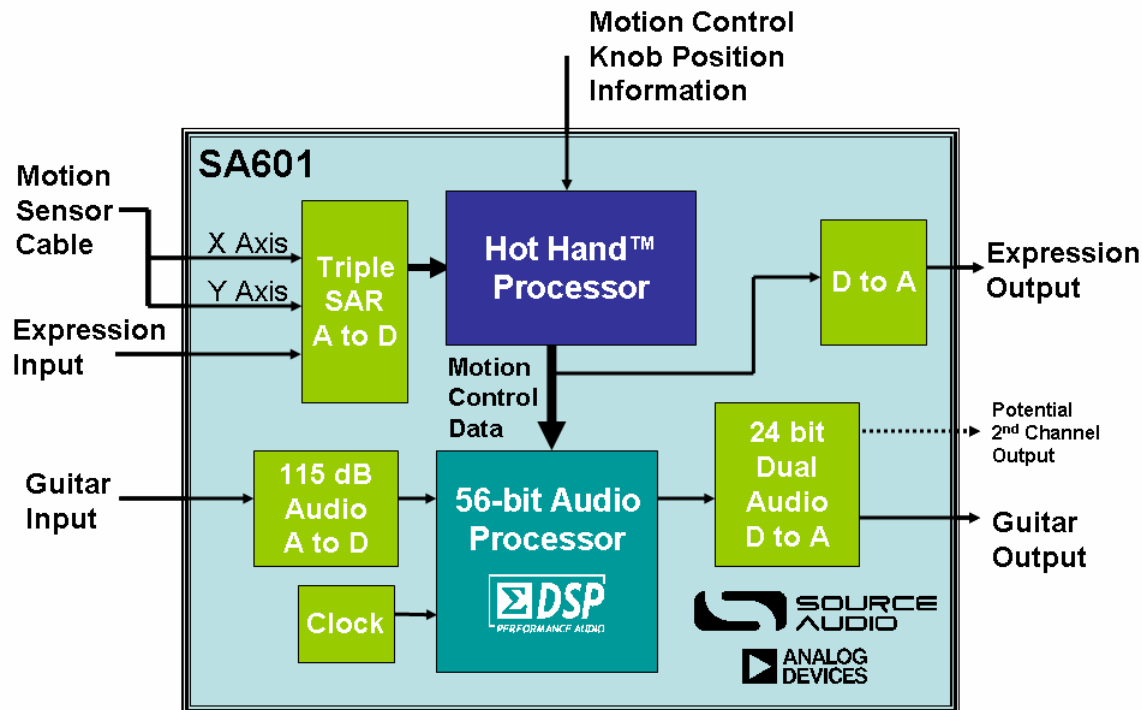 Motion Control
Knob Position
Information
SA601
Motion
Sensor
Cable
X Axis
Y Axis
Expression
Input
Triple
SAR
A to D
Hot Hand™
Processor
D to A
Expression
Output
Motion
Control
Data
Guitar
Input
115 dB
Audio
A to D
56-bit Audio
Processor
Σ DSP
PERFORMANCE AUDIO
Clock
24 bit
Dual
Audio
D to A
Potential
2nd Channel
Output
Guitar
Output
SOURCE
AUDIO
ANALOG
DEVICES